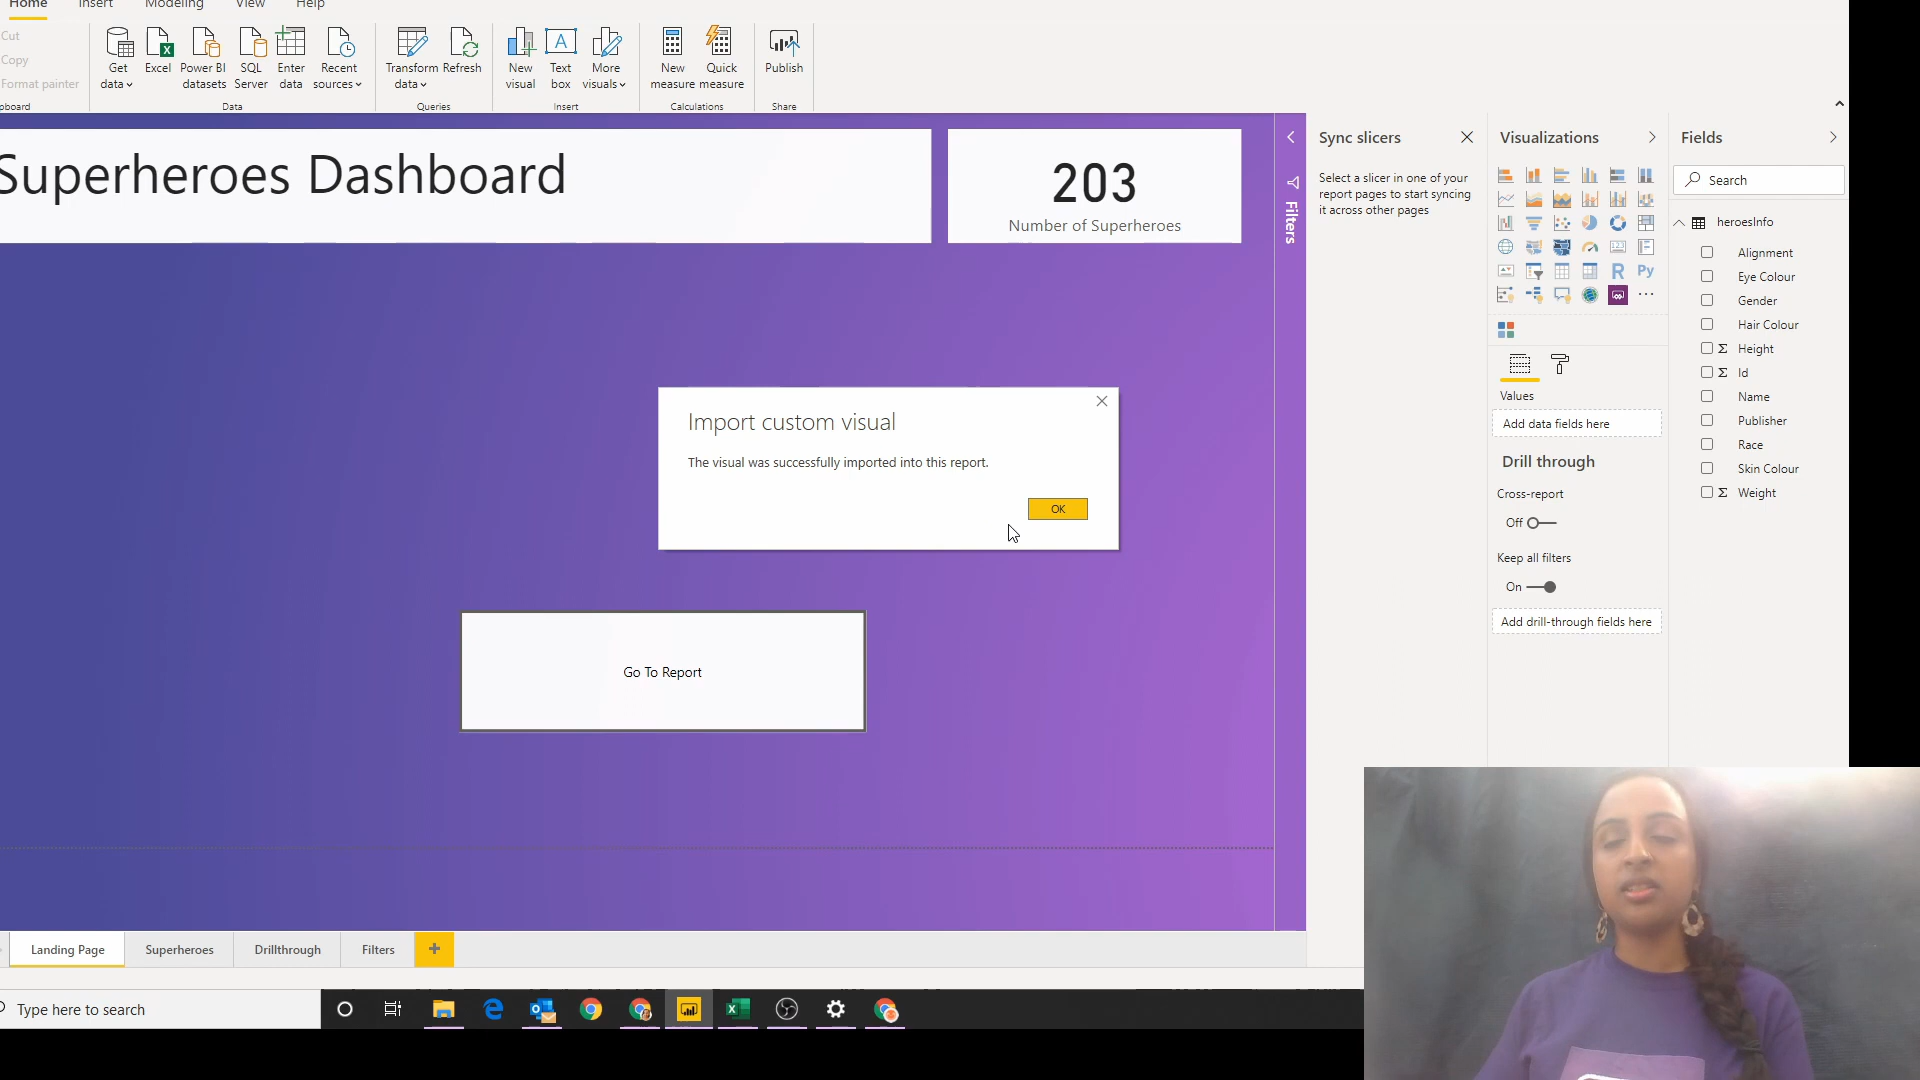 Home Insert Modeling View Help
Cut
Copy
Format painter
Get data
Excel
Power BI datasets
SQL Server
Enter data
Recent sources
Transform data
Refresh
New visual
Text box
More visuals
New measure
Quick measure
Publish
Data
Queries
Insert
Calculations
Share
Superheroes Dashboard
203
Number of Superheroes
Filters
Import custom visual
The visual was successfully imported into this report.
OK
Go To Report
Sync slicers
Select a slicer in one of your
report pages to start syncing
it across other pages
Visualizations
123
R
Py
Values
Add data fields here
Drill through
Cross-report
Off
Keep all filters
On
Add drill-through fields here
Fields
Search
heroesInfo
Alignment
Eye Colour
Gender
Hair Colour
Σ Height
Σ Id
Name
Publisher
Race
Skin Colour
Σ Weight
Landing Page
Superheroes
Drillthrough
Filters
+
Type here to search